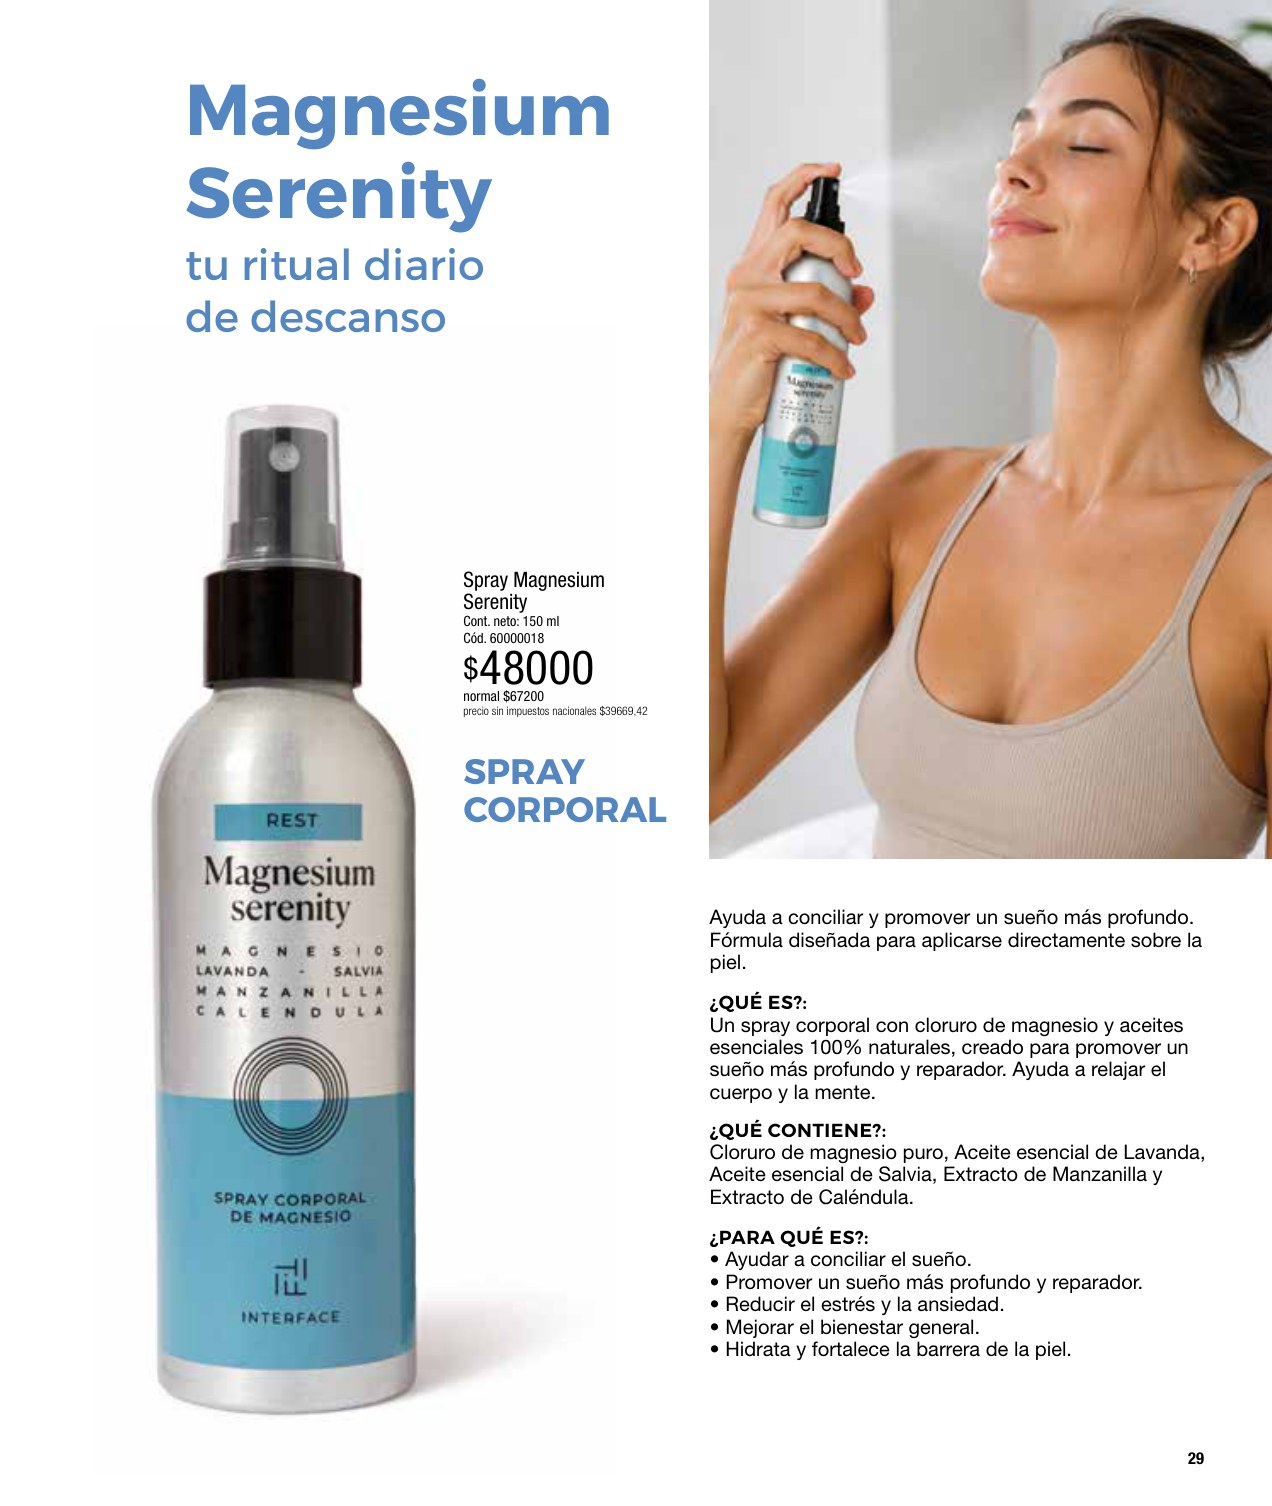 Magnesium
Serenity
tu ritual diario
de descanso
Spray Magnesium
Serenity
Cont. neto: 150 ml
Cód. 60000018
$48000
normal $67200
precio sin impuestos nacionales $39669,42
SPRAY
CORPORAL
REST
Magnesium
serenity
MAGNESIO
LAVANDA - SALVIA
MANZANILLA
CALENDULA
SPRAY CORPORAL
DE MAGNESIO
INTERFACE
Magnesium
serenity
INTERFACE
Ayuda a conciliar y promover un sueño más profundo.
Fórmula diseñada para aplicarse directamente sobre la
piel.
¿QUÉ ES?:
Un spray corporal con cloruro de magnesio y aceites
esenciales 100% naturales, creado para promover un
sueño más profundo y reparador. Ayuda a relajar el
cuerpo y la mente.
¿QUÉ CONTIENE?:
Cloruro de magnesio puro, Aceite esencial de Lavanda,
Aceite esencial de Salvia, Extracto de Manzanilla y
Extracto de Caléndula.
¿PARA QUÉ ES?:
• Ayudar a conciliar el sueño.
• Promover un sueño más profundo y reparador.
• Reducir el estrés y la ansiedad.
• Mejorar el bienestar general.
• Hidrata y fortalece la barrera de la piel.
29